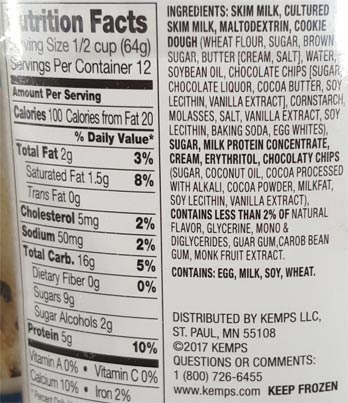 Nutrition Facts
Serving Size 1/2 cup (64g)
Servings Per Container 12
Amount Per Serving
Calories 100 Calories from Fat 20
% Daily Value*
Total Fat 2g 3%
Saturated Fat 1.5g 8%
Trans Fat 0g
Cholesterol 5mg 2%
Sodium 50mg 2%
Total Carb. 16g 5%
Dietary Fiber 0g 0%
Sugars 9g
Sugar Alcohols 2g
Protein 5g 10%
Vitamin A 0% • Vitamin C 0%
Calcium 10% • Iron 2%
INGREDIENTS: SKIM MILK, CULTURED
SKIM MILK, MALTODEXTRIN, COOKIE
DOUGH (WHEAT FLOUR, SUGAR, BROWN
SUGAR, BUTTER [CREAM, SALT], WATER,
SOYBEAN OIL, CHOCOLATE CHIPS [SUGAR,
CHOCOLATE LIQUOR, COCOA BUTTER, SOY
LECITHIN, VANILLA EXTRACT], CORNSTARCH,
MOLASSES, SALT, VANILLA EXTRACT, SOY
LECITHIN, BAKING SODA, EGG WHITES),
SUGAR, MILK PROTEIN CONCENTRATE,
CREAM, ERYTHRITOL, CHOCOLATY CHIPS
(SUGAR, COCONUT OIL, COCOA PROCESSED
WITH ALKALI, COCOA POWDER, MILKFAT,
SOY LECITHIN, VANILLA EXTRACT),
CONTAINS LESS THAN 2% OF NATURAL
FLAVOR, GLYCERINE, MONO &
DIGLYCERIDES, GUAR GUM,CAROB BEAN
GUM, MONK FRUIT EXTRACT.
CONTAINS: EGG, MILK, SOY, WHEAT.
DISTRIBUTED BY KEMPS LLC,
ST. PAUL, MN 55108
©2017 KEMPS
QUESTIONS OR COMMENTS:
1 (800) 726-6455
www.kemps.com KEEP FROZEN